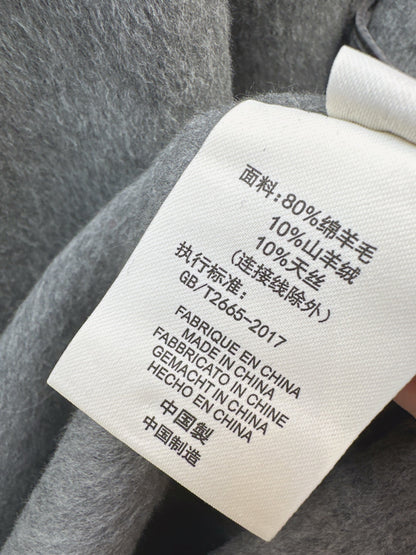 面料:80%绵羊毛
10%山羊绒
10%天丝
(连接线除外)
执行标准:
GB/T2665-2017
FABRIQUE EN CHINA
MADE IN CHINA
FABBRICATO IN CHINE
GEMACHT IN CHINA
HECHO EN CHINA
中国製
中国制造